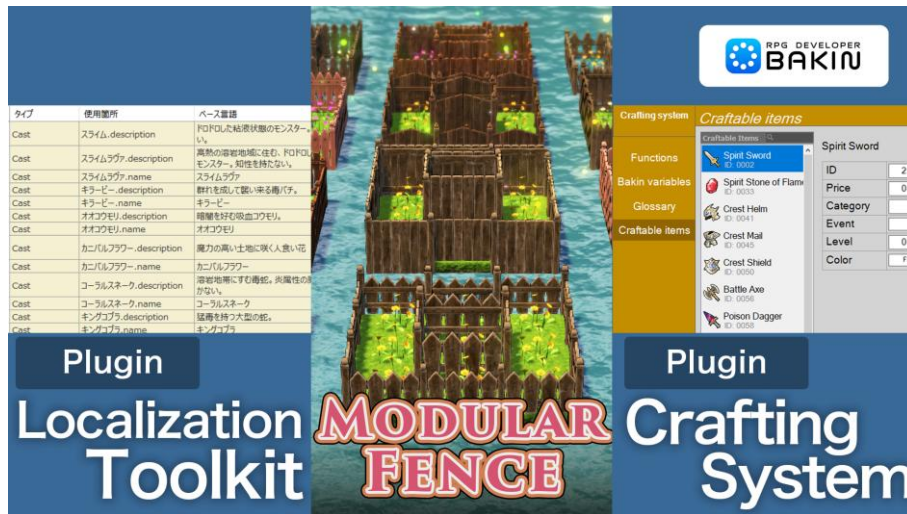 タイプ 使用箇所 ベース言語
Cast スライム.description ドロドロした粘液状態のモンスター。
い。
Cast スライムラヴァ.description 高熱の溶岩地域に住む、ドロドロし
モンスター。知性を持たない。
Cast スライムラヴァ.name スライムラヴァ
Cast キラービー.description 群れを成して襲い来る毒バチ。
Cast キラービー.name キラービー
Cast オオコウモリ.description 暗闇を好む吸血コウモリ。
Cast オオコウモリ.name オオコウモリ
Cast カニバルフラワー.description 魔力の高い土地に咲く人食い花
Cast カニバルフラワー.name カニバルフラワー
Cast コーラルスネーク.description 溶岩地帯にすむ毒蛇。炎属性の
かない。
Cast コーラルスネーク.name コーラルスネーク
Cast キングコブラ.description 猛毒を持つ大型の蛇。
Cast キングコブラ.name キングコブラ
Plugin
Localization
Toolkit
MODULAR
FENCE
RPG DEVELOPER
BAKIN
Crafting system
Functions
Bakin variables
Glossary
Craftable items
Craftable items
Craftable Items
Spirit Sword
ID: 0002
Spirit Stone of Flame
ID: 0033
Crest Helm
ID: 0041
Crest Mail
ID: 0045
Crest Shield
ID: 0050
Battle Axe
ID: 0056
Poison Dagger
ID: 0058
Spirit Sword
ID 2
Price 0
Category
Event
Level 0
Color F
Plugin
Crafting
System